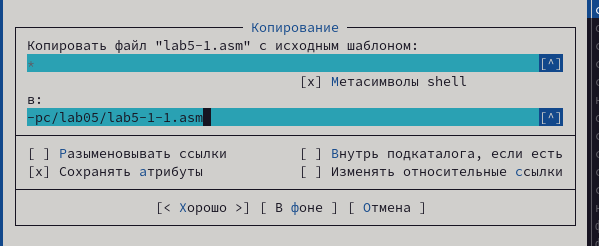 Копирование
Копировать файл "lab5-1.asm" с исходным шаблоном:
* [^]
[x] Метасимволы shell
в:
-pc/lab05/lab5-1-1.asm [^]
[ ] Разыменовывать ссылки [ ] Внутрь подкаталога, если есть
[x] Сохранять атрибуты [ ] Изменять относительные ссылки
[< Хорошо >] [ В фоне ] [ Отмена ]